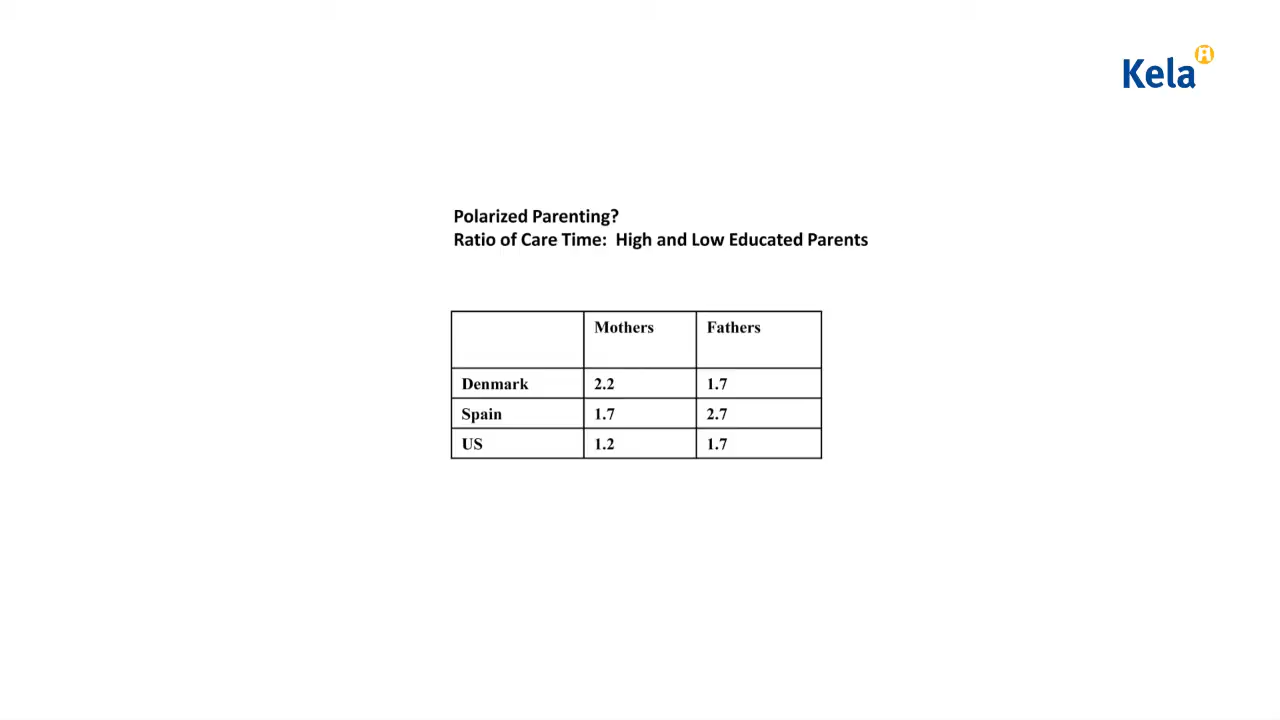 Kela
Polarized Parenting?
Ratio of Care Time: High and Low Educated Parents
Mothers Fathers
Denmark 2.2 1.7
Spain 1.7 2.7
US 1.2 1.7